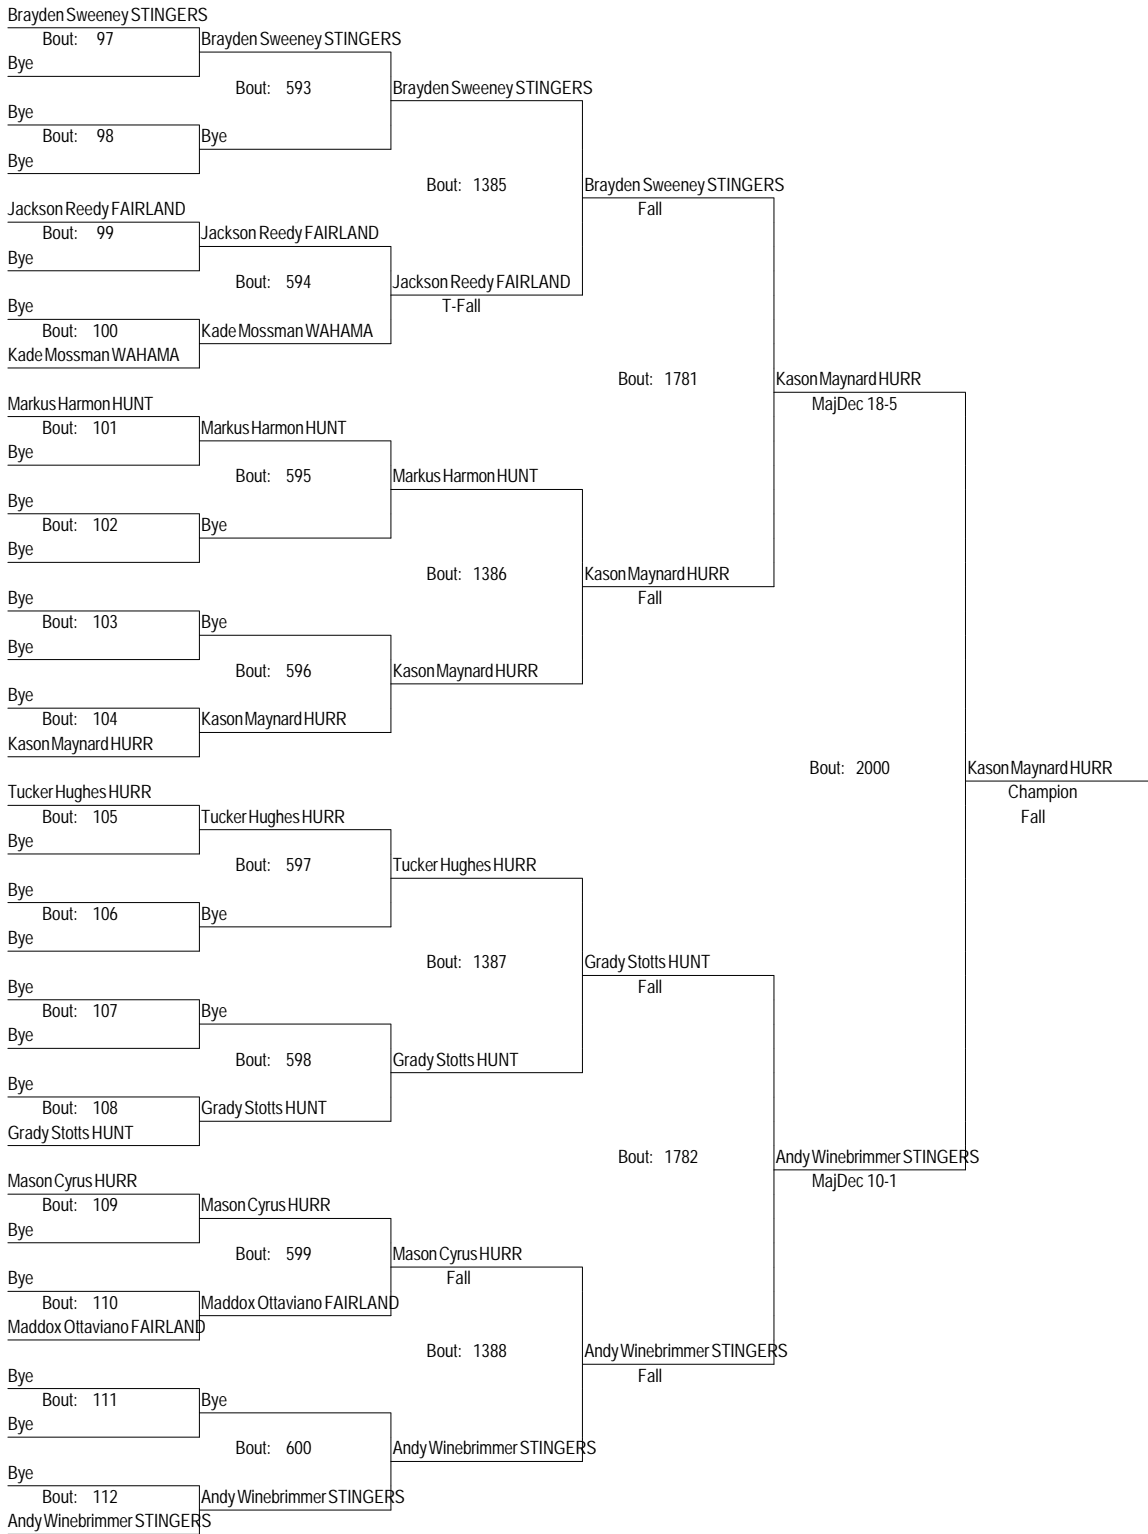 Brayden Sweeney STINGERS
Bout: 97
Brayden Sweeney STINGERS
Bye
Bout: 593
Brayden Sweeney STINGERS
Bye
Bout: 98
Bye
Bye
Bout: 1385
Brayden Sweeney STINGERS
Fall
Jackson Reedy FAIRLAND
Bout: 99
Jackson Reedy FAIRLAND
Bye
Bout: 594
Jackson Reedy FAIRLAND
T-Fall
Bye
Bout: 100
Kade Mossman WAHAMA
Kade Mossman WAHAMA
Bout: 1781
Kason Maynard HURR
MajDec 18-5
Markus Harmon HUNT
Bout: 101
Markus Harmon HUNT
Bye
Bout: 595
Markus Harmon HUNT
Bye
Bout: 102
Bye
Bye
Bout: 1386
Kason Maynard HURR
Fall
Bye
Bout: 103
Bye
Bye
Bout: 596
Kason Maynard HURR
Bye
Bout: 104
Kason Maynard HURR
Kason Maynard HURR
Bout: 2000
Kason Maynard HURR
Champion
Fall
Tucker Hughes HURR
Bout: 105
Tucker Hughes HURR
Bye
Bout: 597
Tucker Hughes HURR
Bye
Bout: 106
Bye
Bye
Bout: 1387
Grady Stotts HUNT
Fall
Bye
Bout: 107
Bye
Bye
Bout: 598
Grady Stotts HUNT
Bye
Bout: 108
Grady Stotts HUNT
Grady Stotts HUNT
Bout: 1782
Andy Winebrimmer STINGERS
MajDec 10-1
Mason Cyrus HURR
Bout: 109
Mason Cyrus HURR
Bye
Bout: 599
Mason Cyrus HURR
Fall
Bye
Bout: 110
Maddox Ottaviano FAIRLAND
Maddox Ottaviano FAIRLAND
Bout: 1388
Andy Winebrimmer STINGERS
Fall
Bye
Bout: 111
Bye
Bye
Bout: 600
Andy Winebrimmer STINGERS
Bye
Bout: 112
Andy Winebrimmer STINGERS
Andy Winebrimmer STINGERS